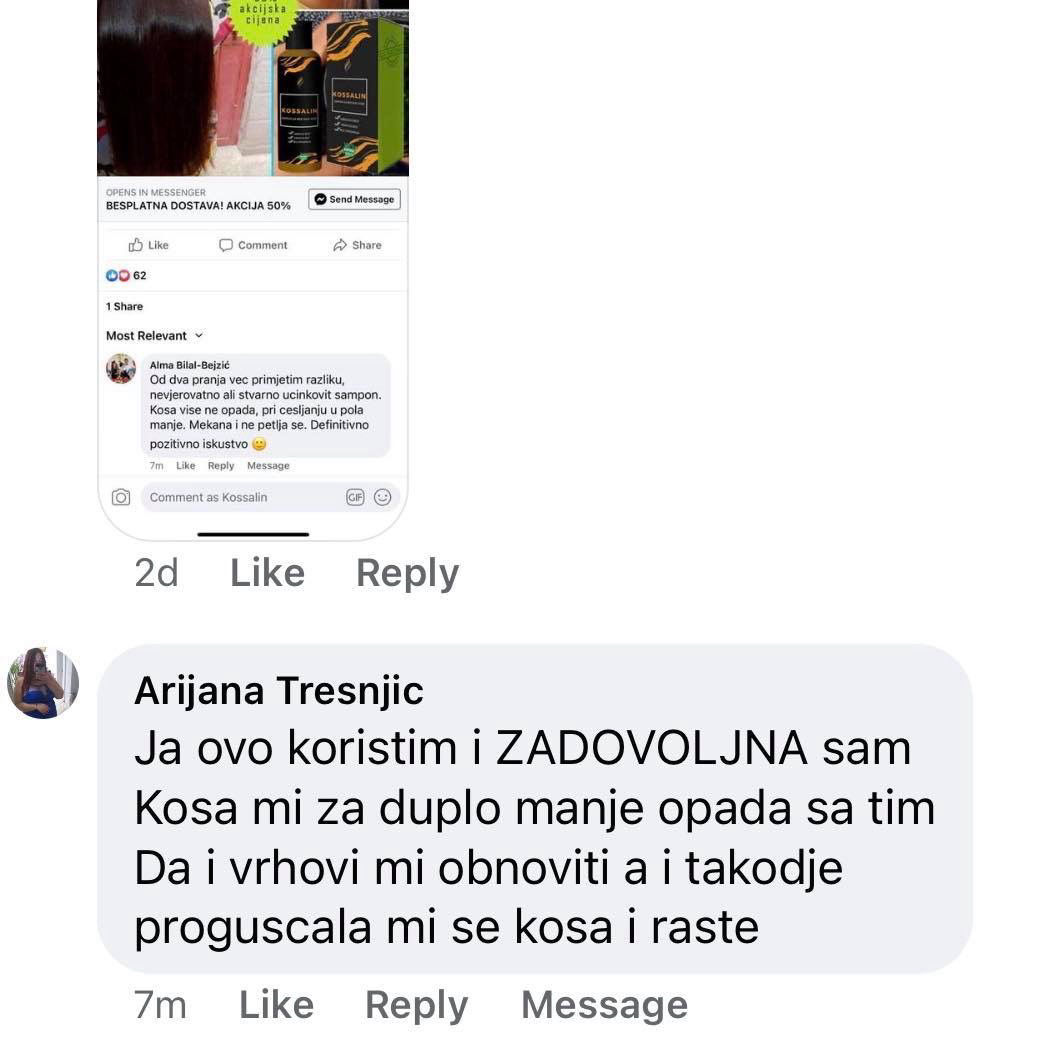 akcijska
cijena
KOSSALIN
KOSSALIN
OPENS IN MESSENGER
BESPLATNA DOSTAVA! AKCIJA 50%
Send Message
Like Comment Share
62
1 Share
Most Relevant
Alma Bilal-Bejzić
Od dva pranja vec primjetim razliku,
nevjerovatno ali stvarno ucinkovit sampon.
Kosa vise ne opada, pri cesljanju u pola
manje. Mekana i ne petlja se. Definitivno
pozitivno iskustvo
7m Like Reply Message
Comment as Kossalin GIF
2d Like Reply
Arijana Tresnjic
Ja ovo koristim i ZADOVOLJNA sam
Kosa mi za duplo manje opada sa tim
Da i vrhovi mi obnoviti a i takodje
proguscala mi se kosa i raste
7m Like Reply Message